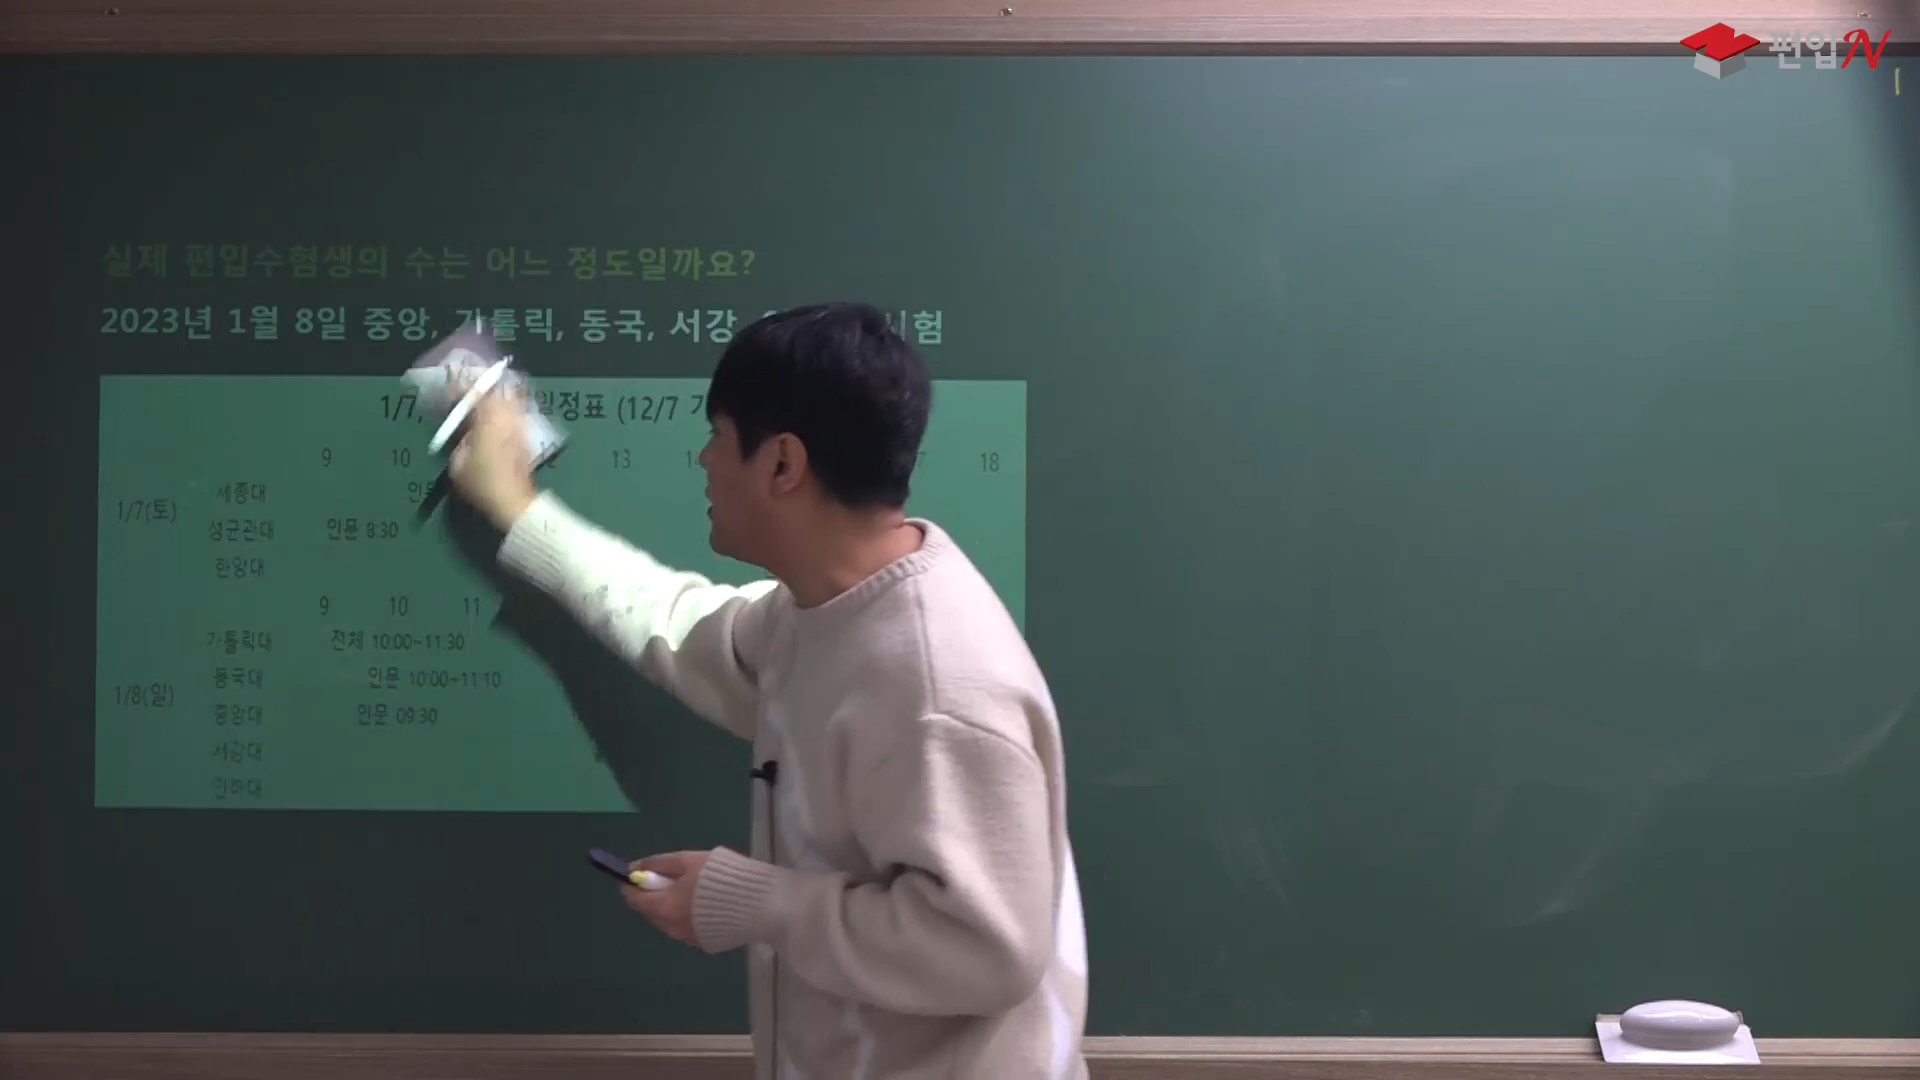 편입N
실제 편입수험생의 수는 어느 정도일까요?
2023년 1월 8일 중앙, 가톨릭, 동국, 서강 시험
1/7, 일정표 (12/7
9 10 12 13 18
1/7(토)
세종대
성균관대 인문 8:30
한양대
9 10 11
가톨릭대 전체 10:00~11:30
동국대 인문 10:00~11:10
1/8(일)
중앙대 인문 09:30
서강대
인하대